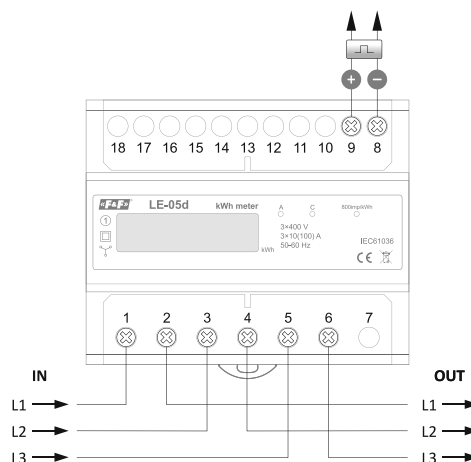 + −
18 17 16 15 14 13 12 11 10 9 8
F&F LE-05d kWh meter A C 800imp/kWh
1
3×400 V
3×10(100) A
50-60 Hz
IEC61036
kWh
CE
1 2 3 4 5 6 7
IN OUT
L1 L1
L2 L2
L3 L3